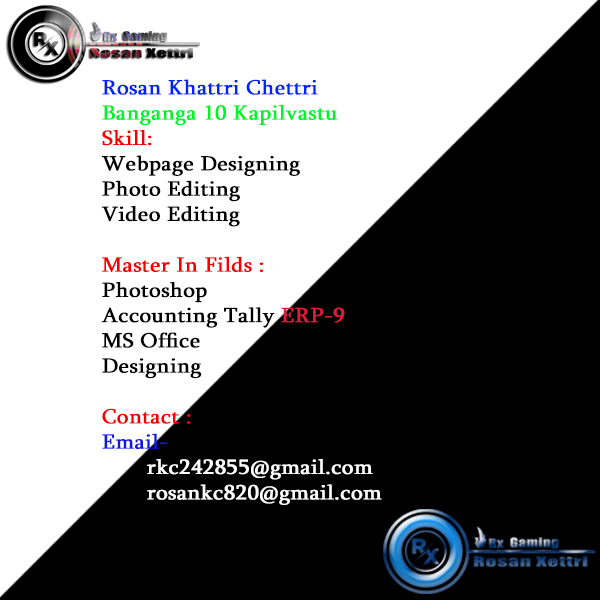 Rx Gaming
Rosan Xettri
Rosan Khattri Chettri
Banganga 10 Kapilvastu
Skill:
Webpage Designing
Photo Editing
Video Editing
Master In Filds :
Photoshop
Accounting Tally ERP-9
MS Office
Designing
Contact :
Email-
rkc242855@gmail.com
rosankc820@gmail.com
RX
Rx Gaming
Rosan Xettri